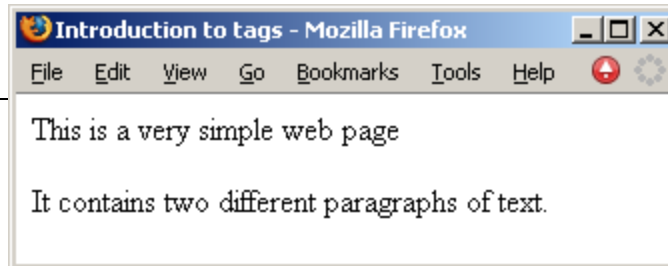 Introduction to tags - Mozilla Firefox
File Edit View Go Bookmarks Tools Help
This is a very simple web page
It contains two different paragraphs of text.